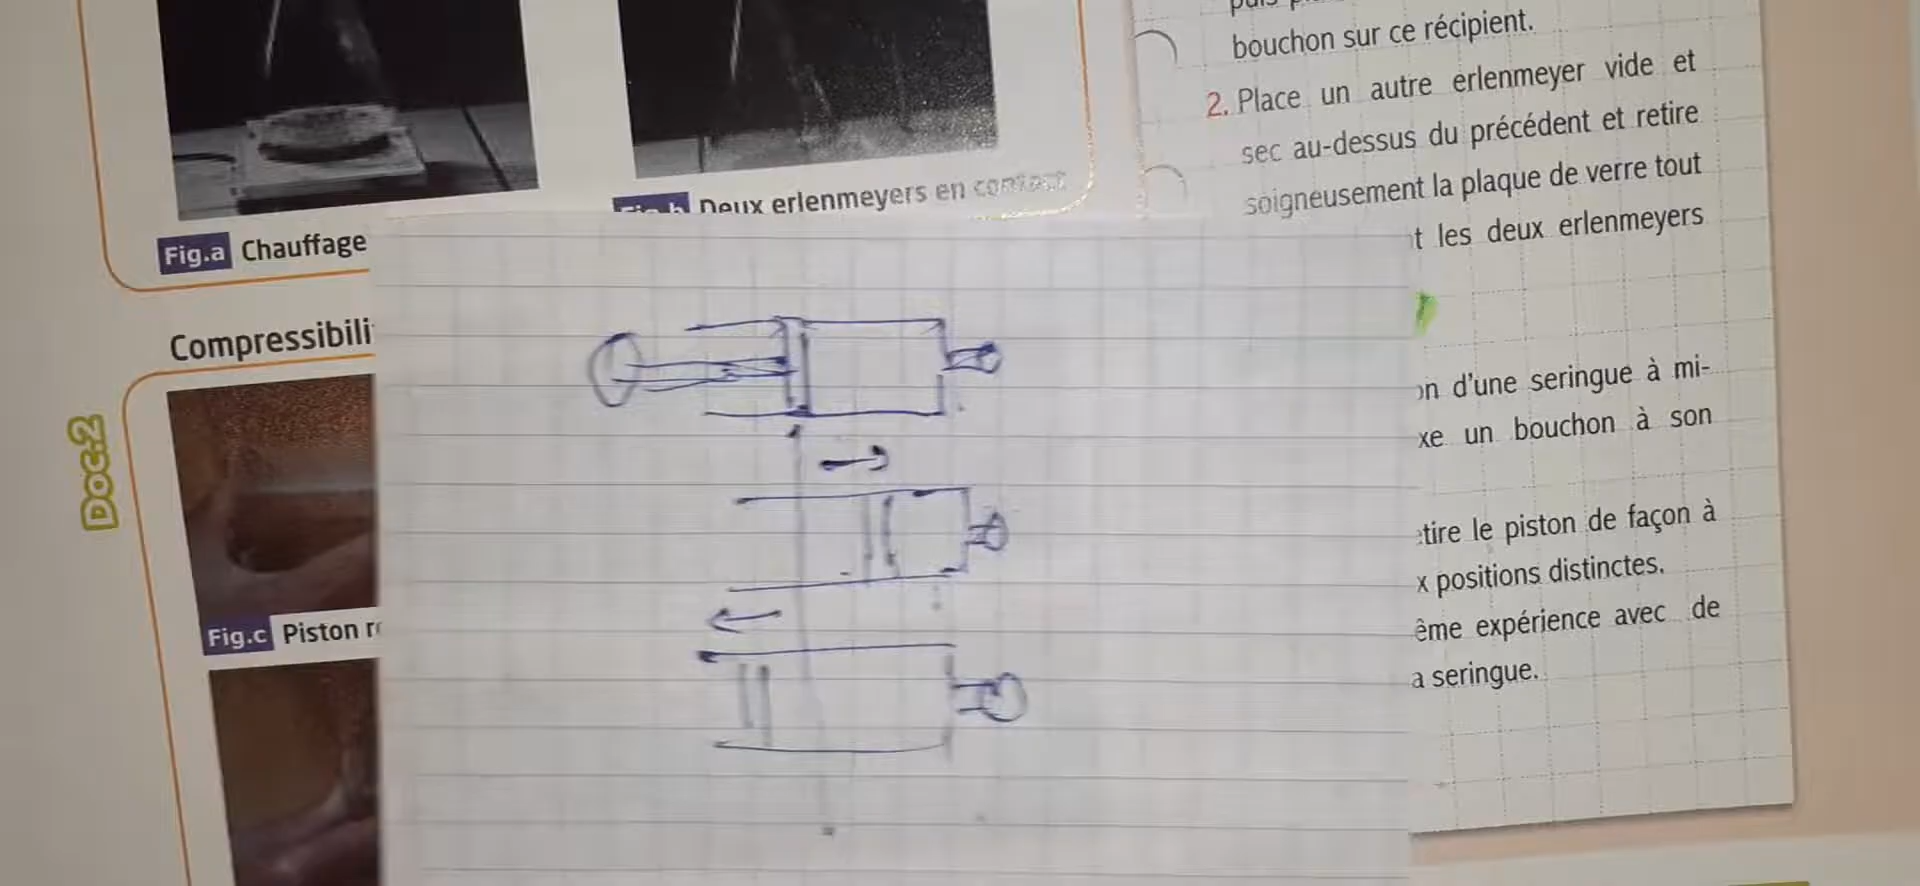 bouchon sur ce récipient.
2. Place un autre erlenmeyer vide et
sec au-dessus du précédent et retire
soigneusement la plaque de verre tout
t les deux erlenmeyers
Deux erlenmeyers en contact
Fig.a Chauffage
Compressibili
Doc.2
on d'une seringue à mi-
xe un bouchon à son
tire le piston de façon à
x positions distinctes.
ême expérience avec de
a seringue.
Fig.c Piston r